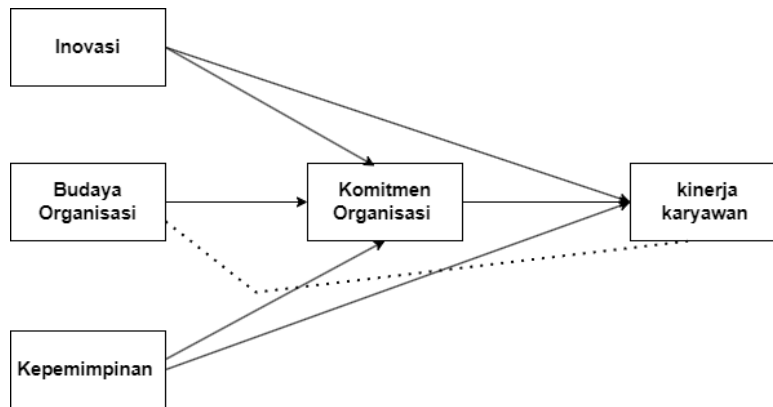 Inovasi
Budaya
Organisasi
Komitmen
Organisasi
kinerja
karyawan
Kepemimpinan